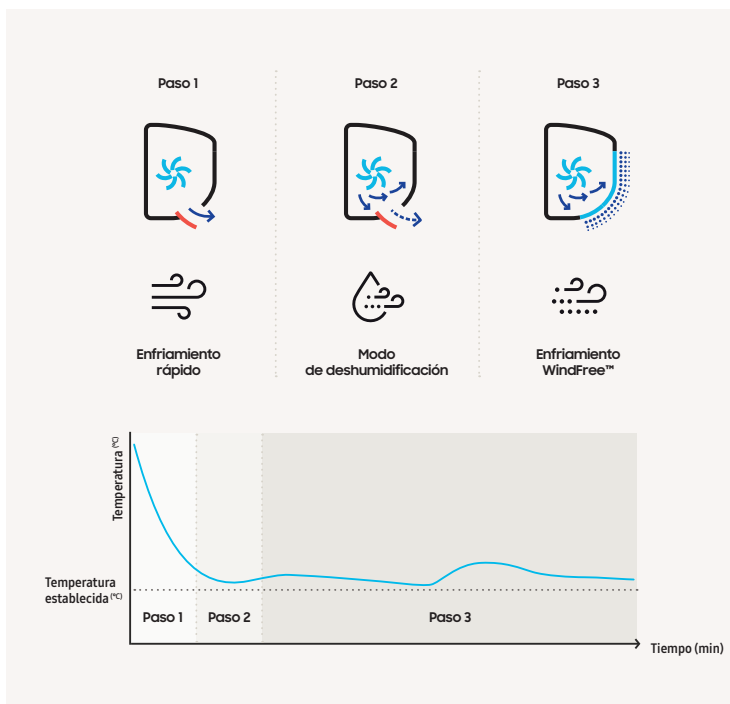 Paso 1
Paso 2
Paso 3
Enfriamiento
rápido
Modo
de deshumidificación
Enfriamiento
WindFree™
Temperatura (°C)
Temperatura
establecida (°C)
Paso 1
Paso 2
Paso 3
Tiempo (min)